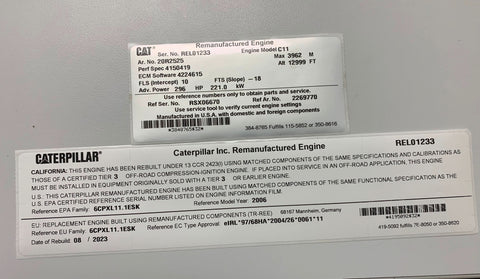 CAT Remanufactured Engine
Ser. No. REL01233 Engine Model C11
Ar. No. 20R2525 Max 3962 M
Perf Spec 4150419 Alt 12999 FT
ECM Software 4224615
FLS (Intercept) 10 FTS (Slope) -18
Adv. Power 296 HP 221.0 kW
Use reference numbers only to obtain parts and service.
Ref Ser. No. RSX06670 Ref Ar. No. 2269770
Use service tool to verify current engine settings
Manufactured in U.S.A. with domestic and foreign components
*3848765#32* 384-8765 Fulfills 115-5852 or 350-8616
CATERPILLAR Caterpillar Inc. Remanufactured Engine REL01233
CALIFORNIA: THIS ENGINE HAS BEEN REBUILT UNDER 13 CCR 2423(l) USING MATCHED COMPONENTS OF THE SAME SPECIFICATIONS AND CALIBRATIONS AS
THOSE OF A CERTIFIED TIER 3 OFF-ROAD COMPRESSION-IGNITION ENGINE. IF PLACED INTO SERVICE IN AN OFF-ROAD APPLICATION, THIS ENGINE
MUST BE INSTALLED IN EQUIPMENT ORIGINALLY SOLD WITH A TIER 3 OR EARLIER ENGINE.
U.S.: THIS CATERPILLAR REMANUFACTURED ENGINE HAS BEEN REBUILT USING MATCHED COMPONENTS OF THE SAME FUNCTIONAL SPECIFICATION AS THE
U.S. EPA CERTIFIED REFERENCE SERIAL NUMBER LISTED ON ENGINE INFORMATION PLATE.
Reference EPA Family: 6CPXL11.1ESK Reference Model Year: 2006
EU: REPLACEMENT ENGINE BUILT USING REMANUFACTURED COMPONENTS (TR-REE) 68167 Mannheim, Germany
Reference EU Family: 6CPXL11.1ESK Reference Type Approval: e1RL*97/68HA*2004/26*0061*11
Date of Rebuild: 08 / 2023 419-5092 fulfills 7E-8050 or 350-8620